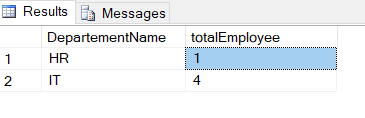 Results Messages
DepartementName totalEmployee
1 HR 1
2 IT 4